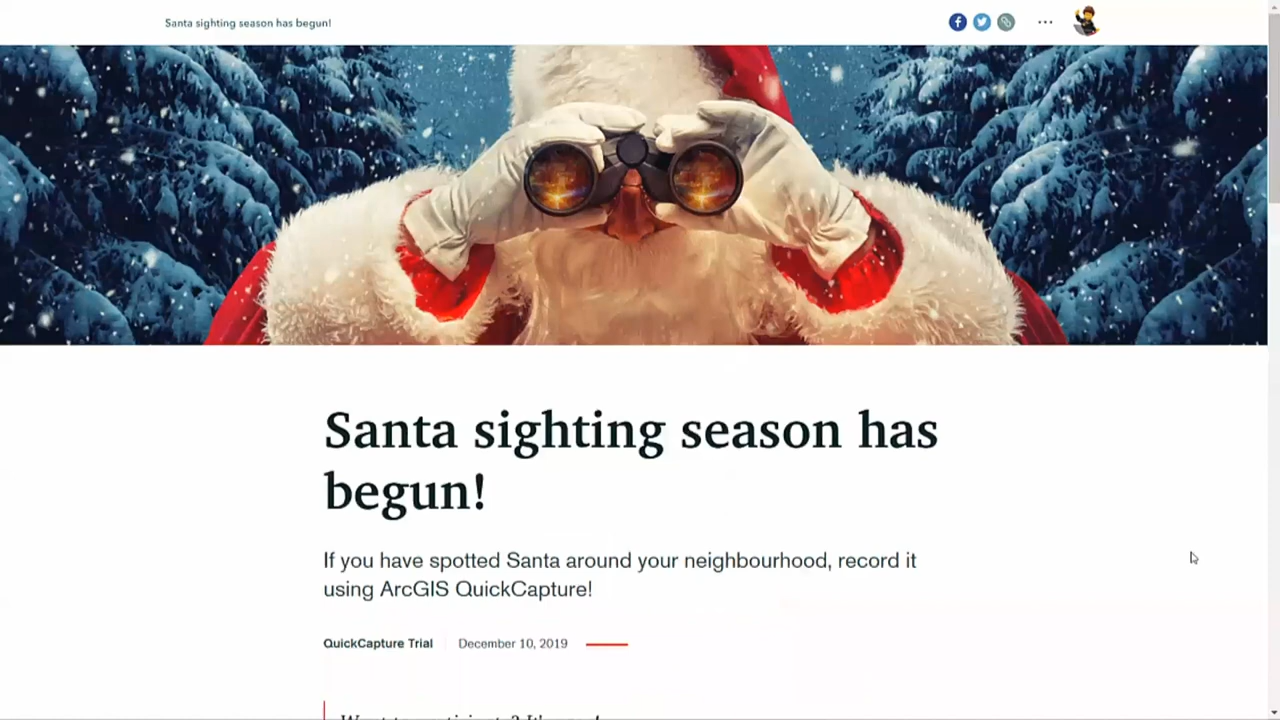 Santa sighting season has begun!
Santa sighting season has
begun!
If you have spotted Santa around your neighbourhood, record it
using ArcGIS QuickCapture!
QuickCapture Trial
December 10, 2019